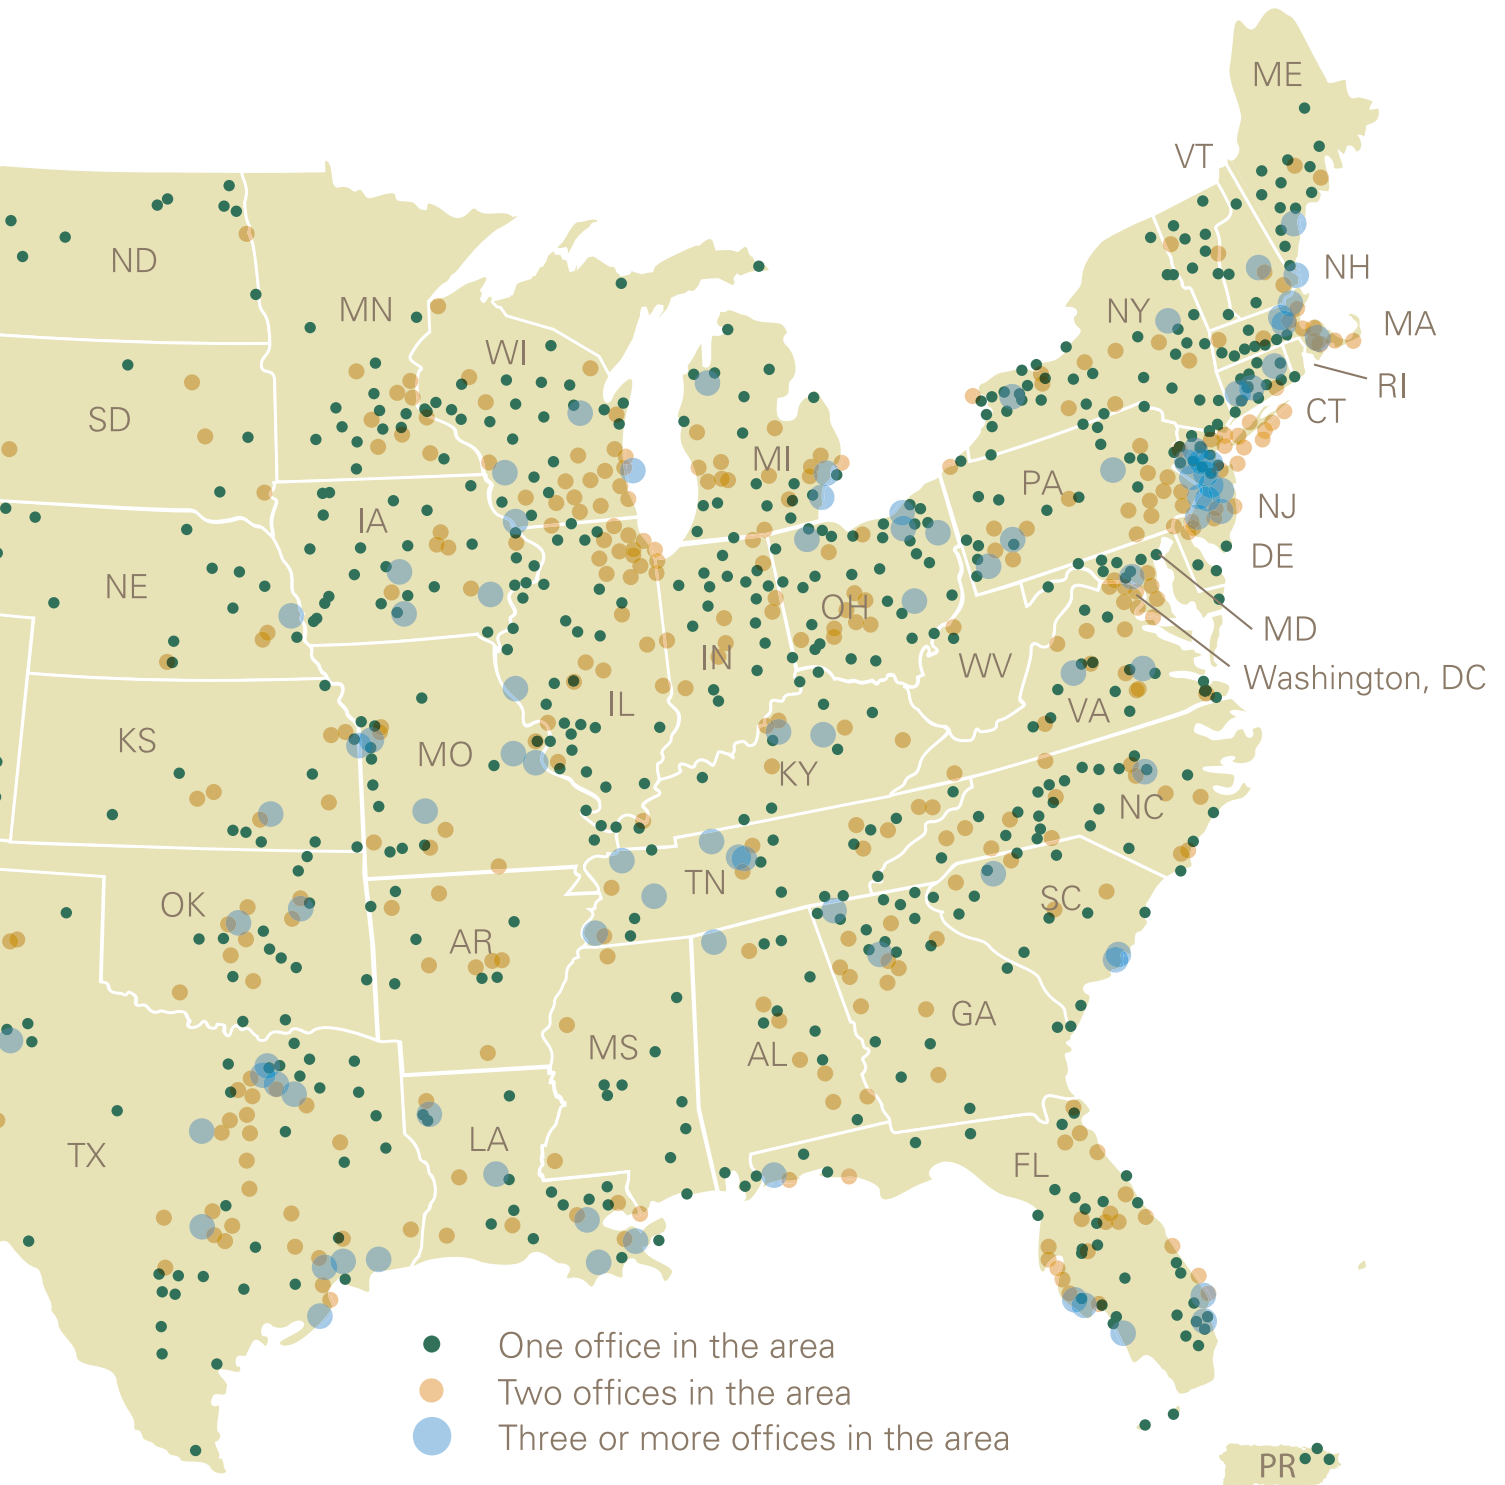 ME
VT
ND
NH
MN
NY
MA
WI
RI
SD
CT
MI
PA
IA
NJ
DE
NE
OH
MD
IN
WV
Washington, DC
IL
VA
KS
MO
KY
NC
TN
OK
SC
AR
GA
MS
AL
LA
TX
FL
One office in the area
Two offices in the area
Three or more offices in the area
PR